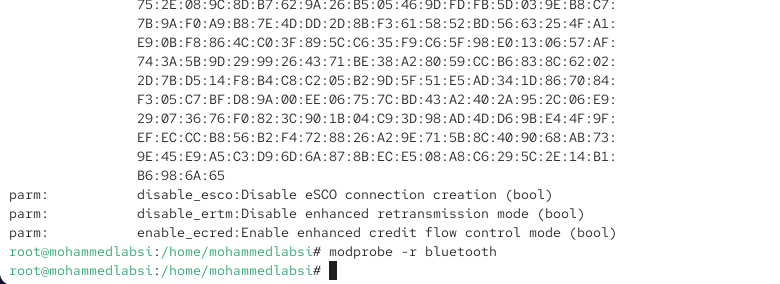 75:2E:08:9C:8D:B7:62:9A:26:B5:05:46:9D:FD:FB:5D:03:9E:B8:C7:
7B:9A:F0:A9:B8:7E:4D:DD:2D:8B:F3:61:58:52:BD:56:63:25:4F:A1:
E9:0B:F8:86:4C:C0:3F:89:5C:C6:35:F9:C6:5F:98:E0:13:06:57:AF:
74:3A:5B:9D:29:99:26:43:71:BE:38:A2:80:59:CC:B6:83:8C:62:02:
2D:7B:D5:14:F8:B4:C8:C2:05:B2:9D:5F:51:E5:AD:34:1D:86:70:84:
F3:05:C7:BF:D8:9A:00:EE:06:75:7C:BD:43:A2:40:2A:95:2C:06:E9:
29:07:36:76:F0:82:3C:90:1B:04:C9:3D:98:AD:4D:D6:9B:E4:4F:9F:
EF:EC:CC:B8:56:B2:F4:72:88:26:A2:9E:71:5B:8C:40:90:68:AB:73:
9E:45:E9:A5:C3:D9:6D:6A:87:8B:EC:E5:08:A8:C6:29:5C:2E:14:B1:
B6:98:6A:65
parm:           disable_esco:Disable eSCO connection creation (bool)
parm:           disable_ertm:Disable enhanced retransmission mode (bool)
parm:           enable_ecred:Enable enhanced credit flow control mode (bool)
root@mohammedlabsi:/home/mohammedlabsi# modprobe -r bluetooth
root@mohammedlabsi:/home/mohammedlabsi#